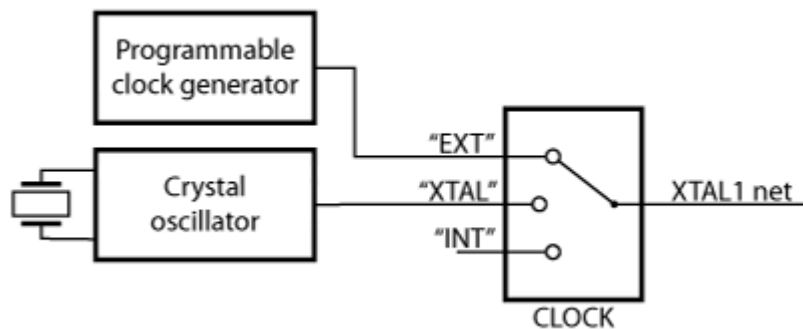 Programmable
clock generator
"EXT"
Crystal
oscillator
"XTAL"
XTAL1 net
"INT"
CLOCK